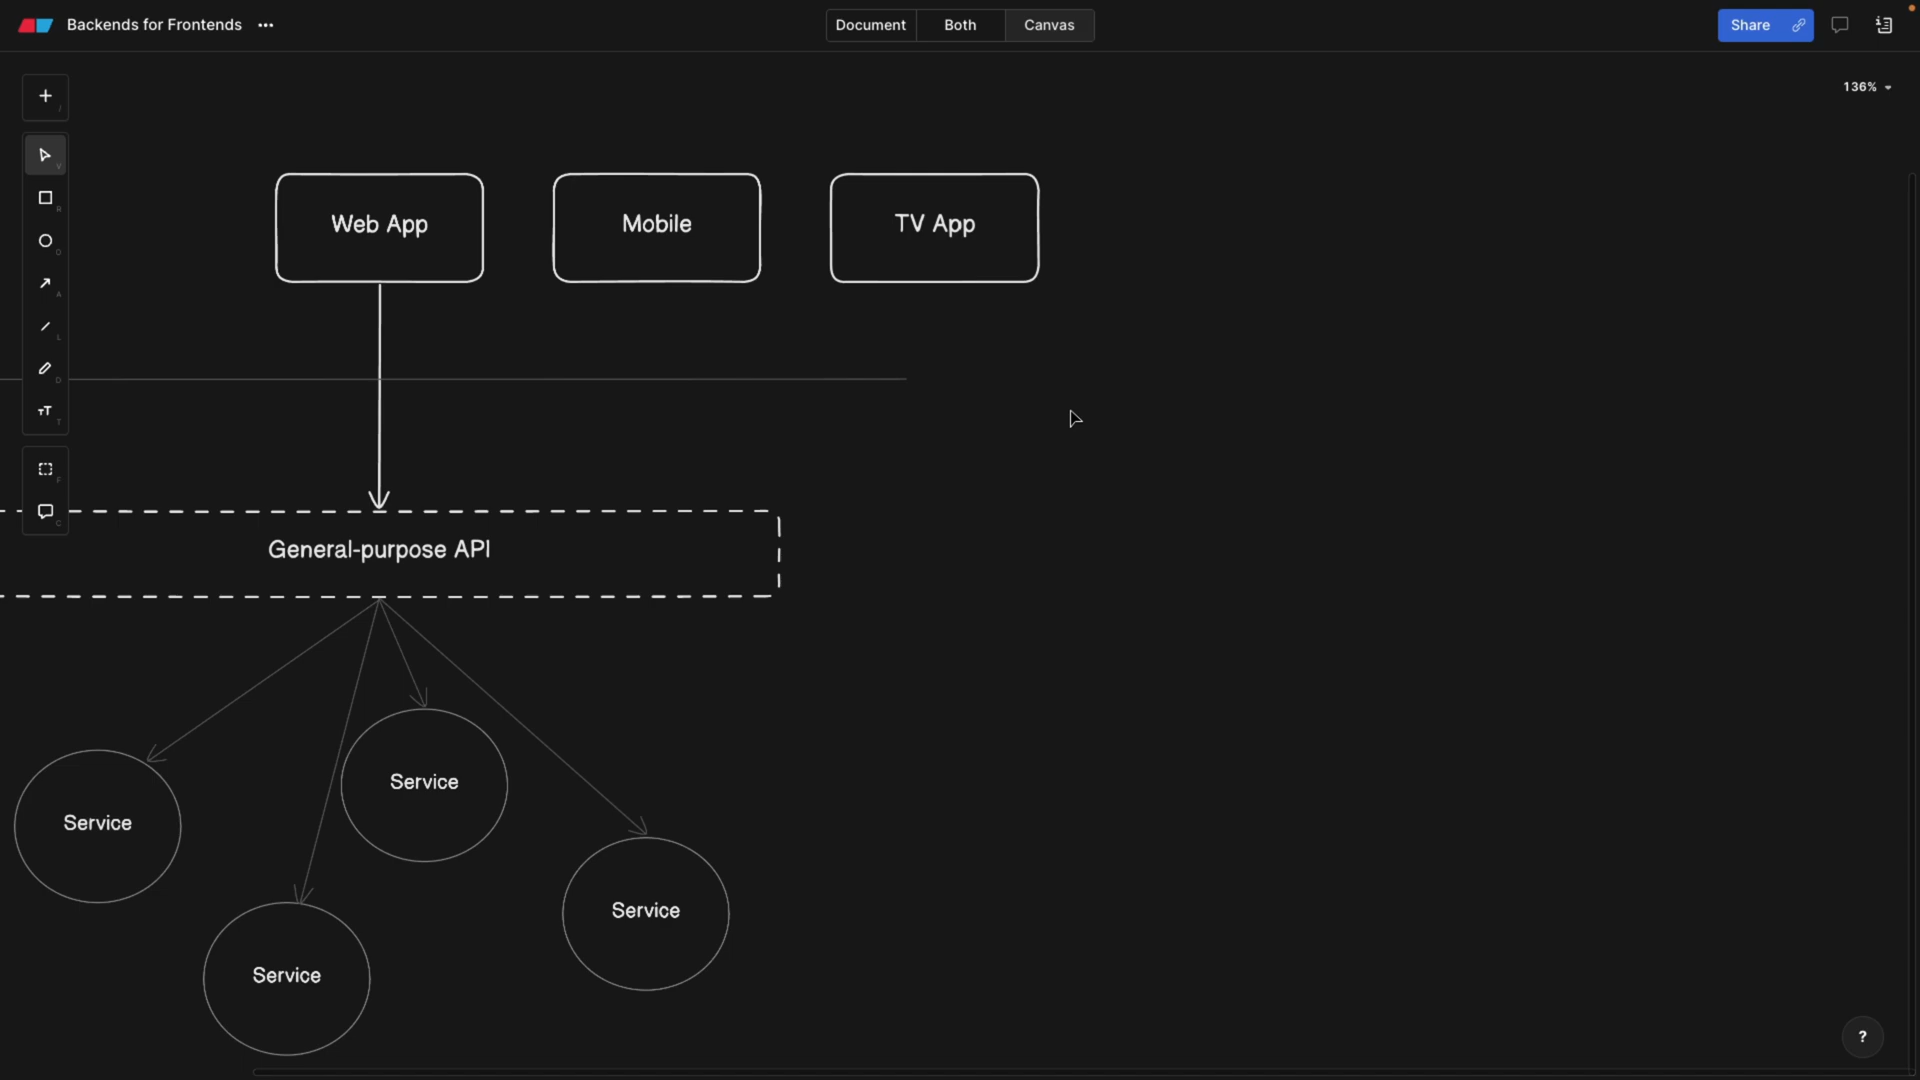 Backends for Frontends
Document
Both
Canvas
Share
136%
V
R
O
A
L
D
T
F
C
Web App
Mobile
TV App
General-purpose API
Service
Service
Service
Service
?